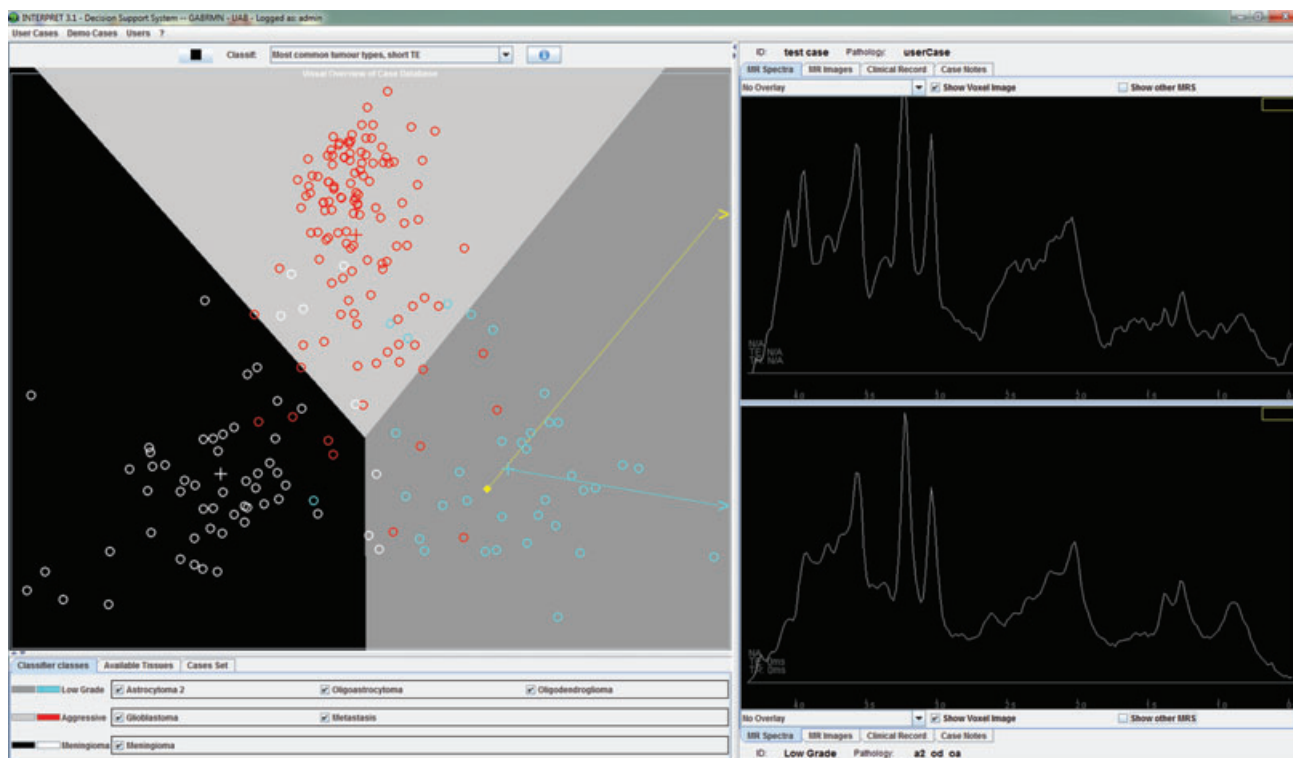 INTERPRET 3.1 - Decision Support System -- GABRMN - UAB - Logged as: admin
User Cases Demo Cases Users ?
Classif: Most common tumour types, short TE
Visual Overview of Case Database
ID: test case Pathology: userCase
MR Spectra MR Images Clinical Record Case Notes
No Overlay Show Voxel Image Show other MRS
N/A
TE: N/A
TR: N/A
No Overlay Show Voxel Image Show other MRS
MR Spectra MR Images Clinical Record Case Notes
ID: Low Grade Pathology: a2_od_oa
Classifier classes Available Tissues Cases Set
Low Grade Astrocytoma 2 Oligoastrocytoma Oligodendroglioma
Aggressive Glioblastoma Metastasis
Meningioma Meningioma